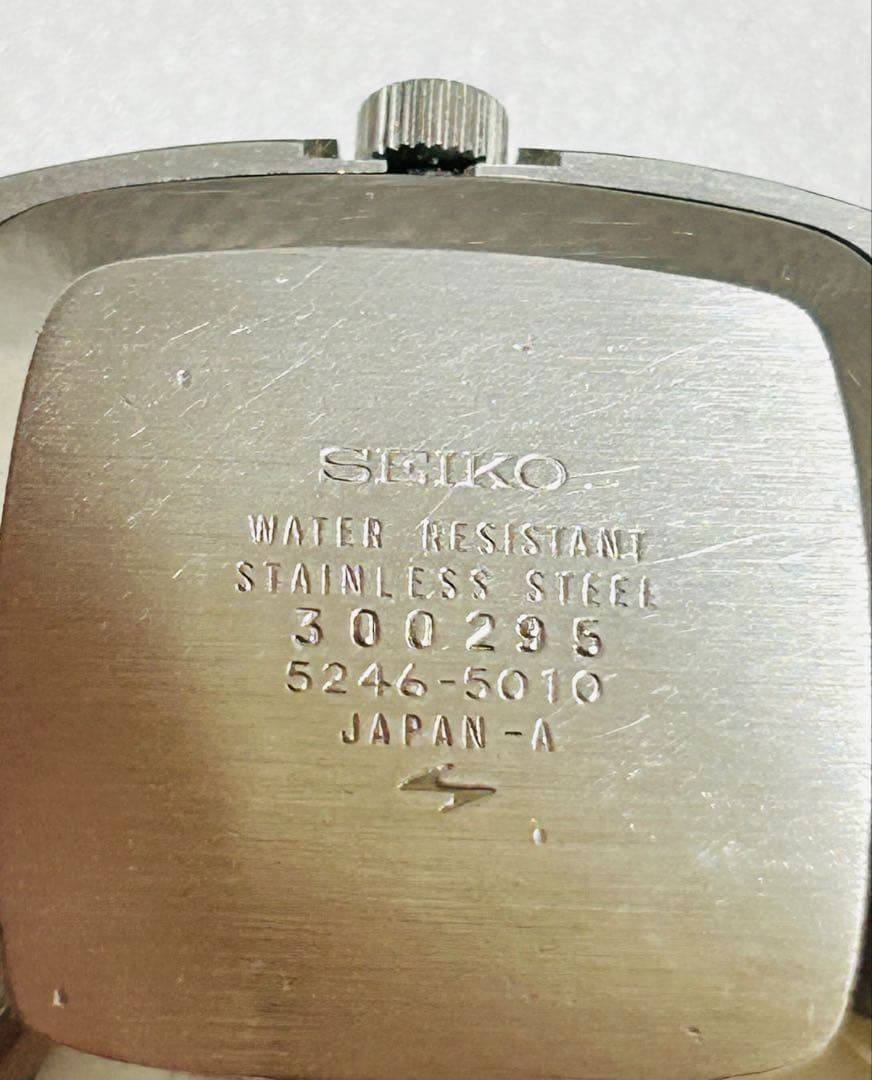 SEIKO
WATER RESISTANT
STAINLESS STEEL
300295
5246-5010
JAPAN-A